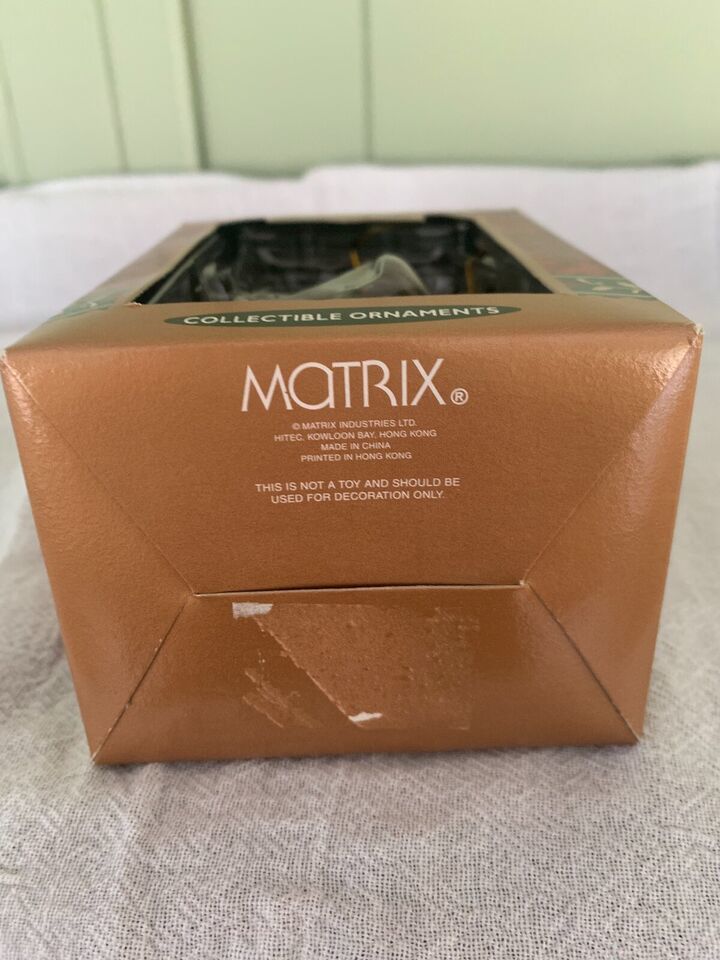 COLLECTIBLE ORNAMENTS
MATRIX®
© MATRIX INDUSTRIES LTD.
HITEC, KOWLOON BAY, HONG KONG
MADE IN CHINA
PRINTED IN HONG KONG
THIS IS NOT A TOY AND SHOULD BE
USED FOR DECORATION ONLY.